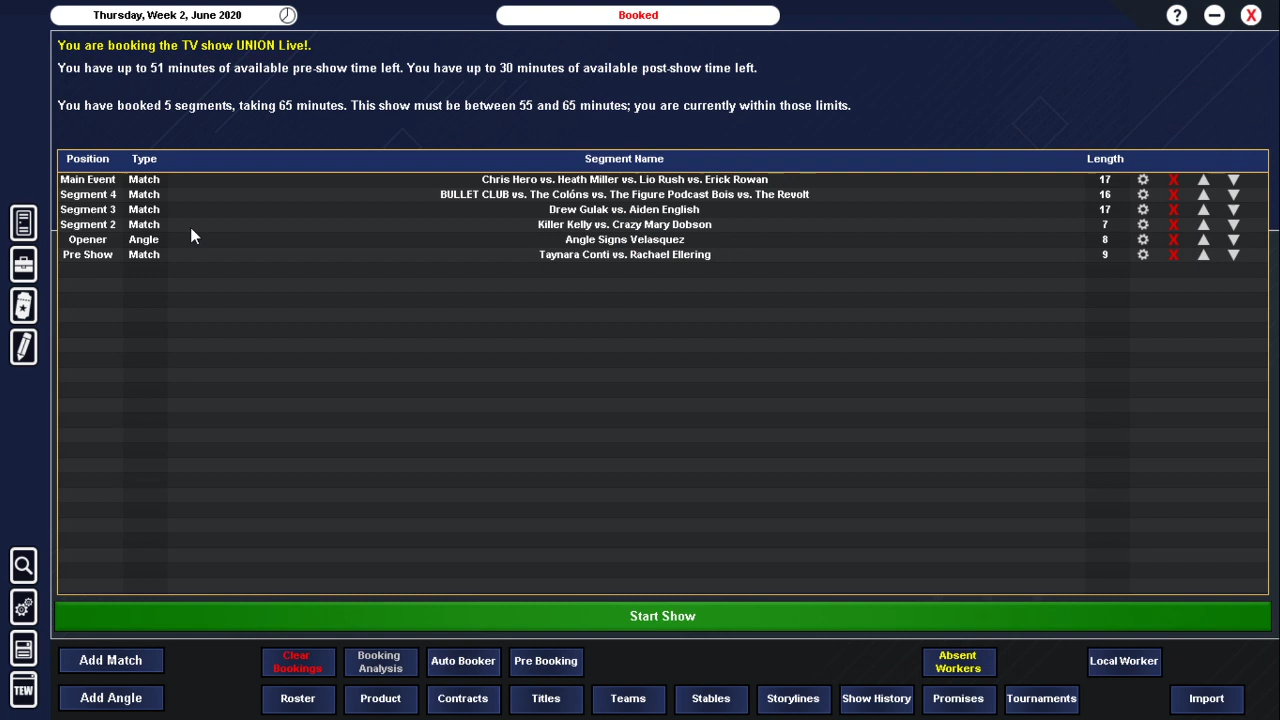 Thursday, Week 2, June 2020
Booked
?
X
You are booking the TV show UNION Live!.
You have up to 51 minutes of available pre-show time left. You have up to 30 minutes of available post-show time left.
You have booked 5 segments, taking 65 minutes. This show must be between 55 and 65 minutes; you are currently within those limits.
Position Type Segment Name Length
Main Event Match Chris Hero vs. Heath Miller vs. Lio Rush vs. Erick Rowan 17 X
Segment 4 Match BULLET CLUB vs. The Colóns vs. The Figure Podcast Bois vs. The Revolt 16 X
Segment 3 Match Drew Gulak vs. Aiden English 17 X
Segment 2 Match Killer Kelly vs. Crazy Mary Dobson 7 X
Opener Angle Angle Signs Velasquez 8 X
Pre Show Match Taynara Conti vs. Rachael Ellering 9 X
Start Show
Add Match
Clear Bookings
Booking Analysis
Auto Booker
Pre Booking
Absent Workers
Local Worker
TEW
Add Angle
Roster
Product
Contracts
Titles
Teams
Stables
Storylines
Show History
Promises
Tournaments
Import